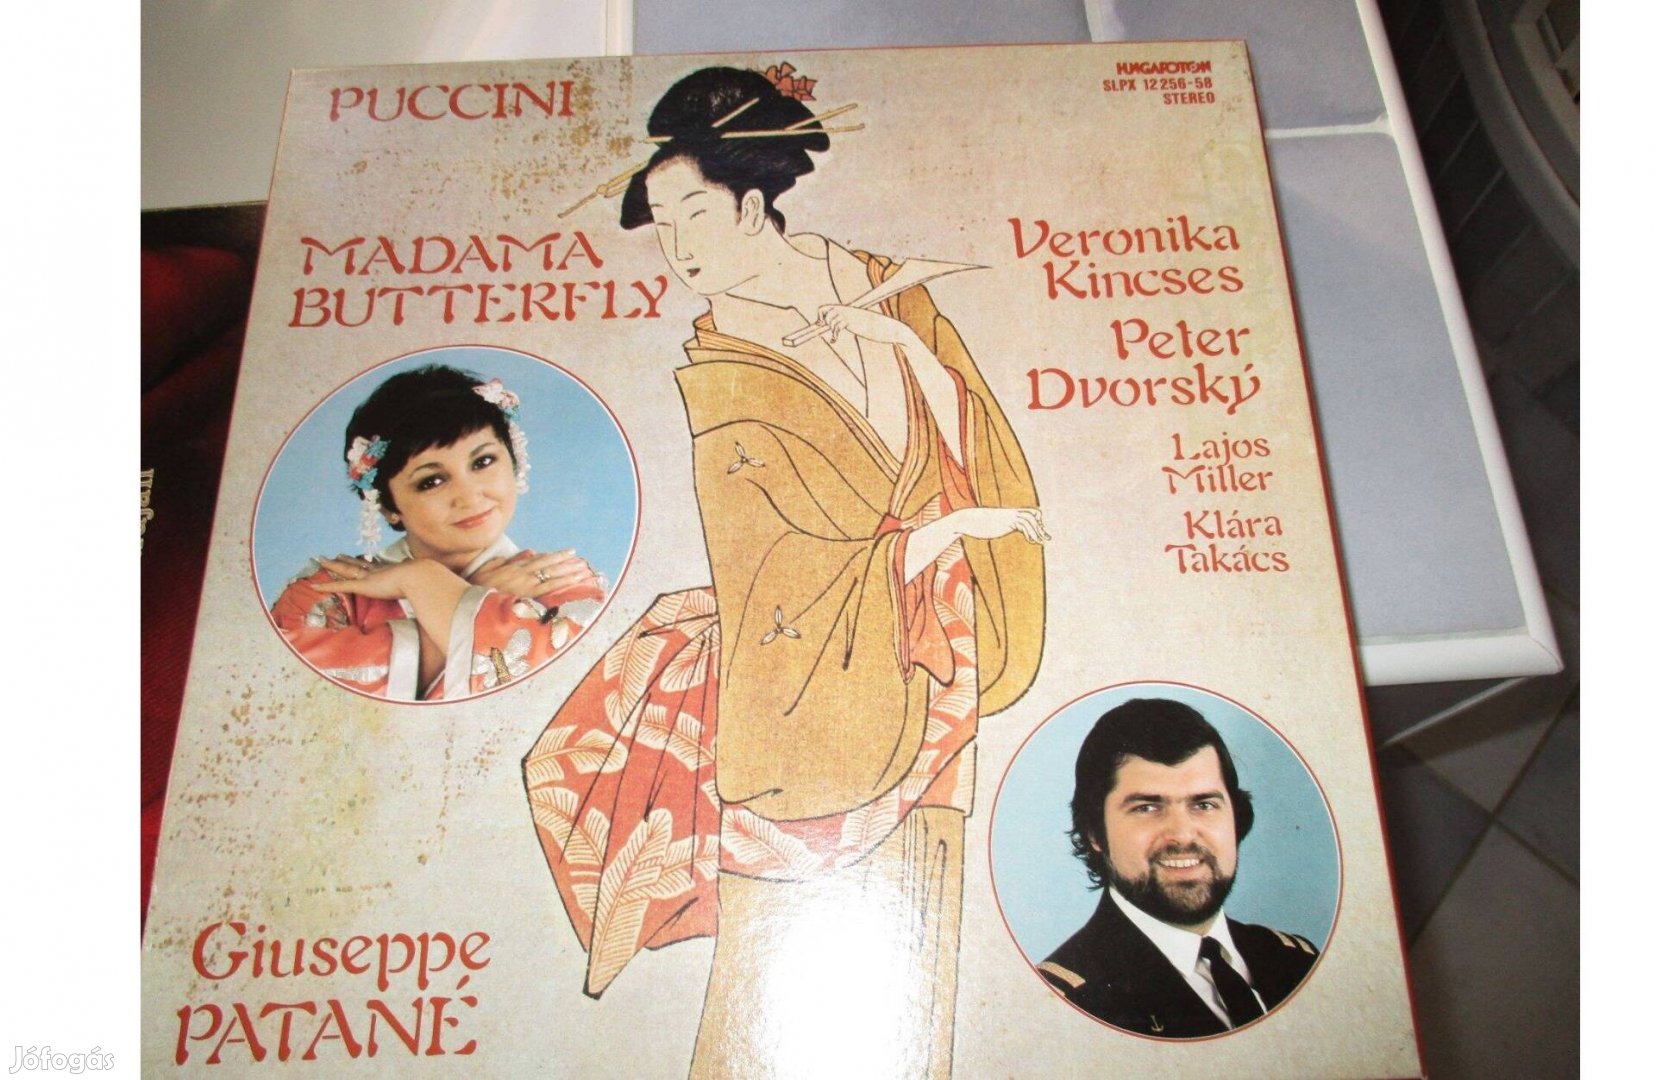 PUCCINI
HUNGAROTON
SLPX 12256-58
STEREO
MADAMA
BUTTERFLY
Veronika
Kincses
Peter
Dvorský
Lajos
Miller
Klára
Takács
Giuseppe
PATANÉ
Jófogás